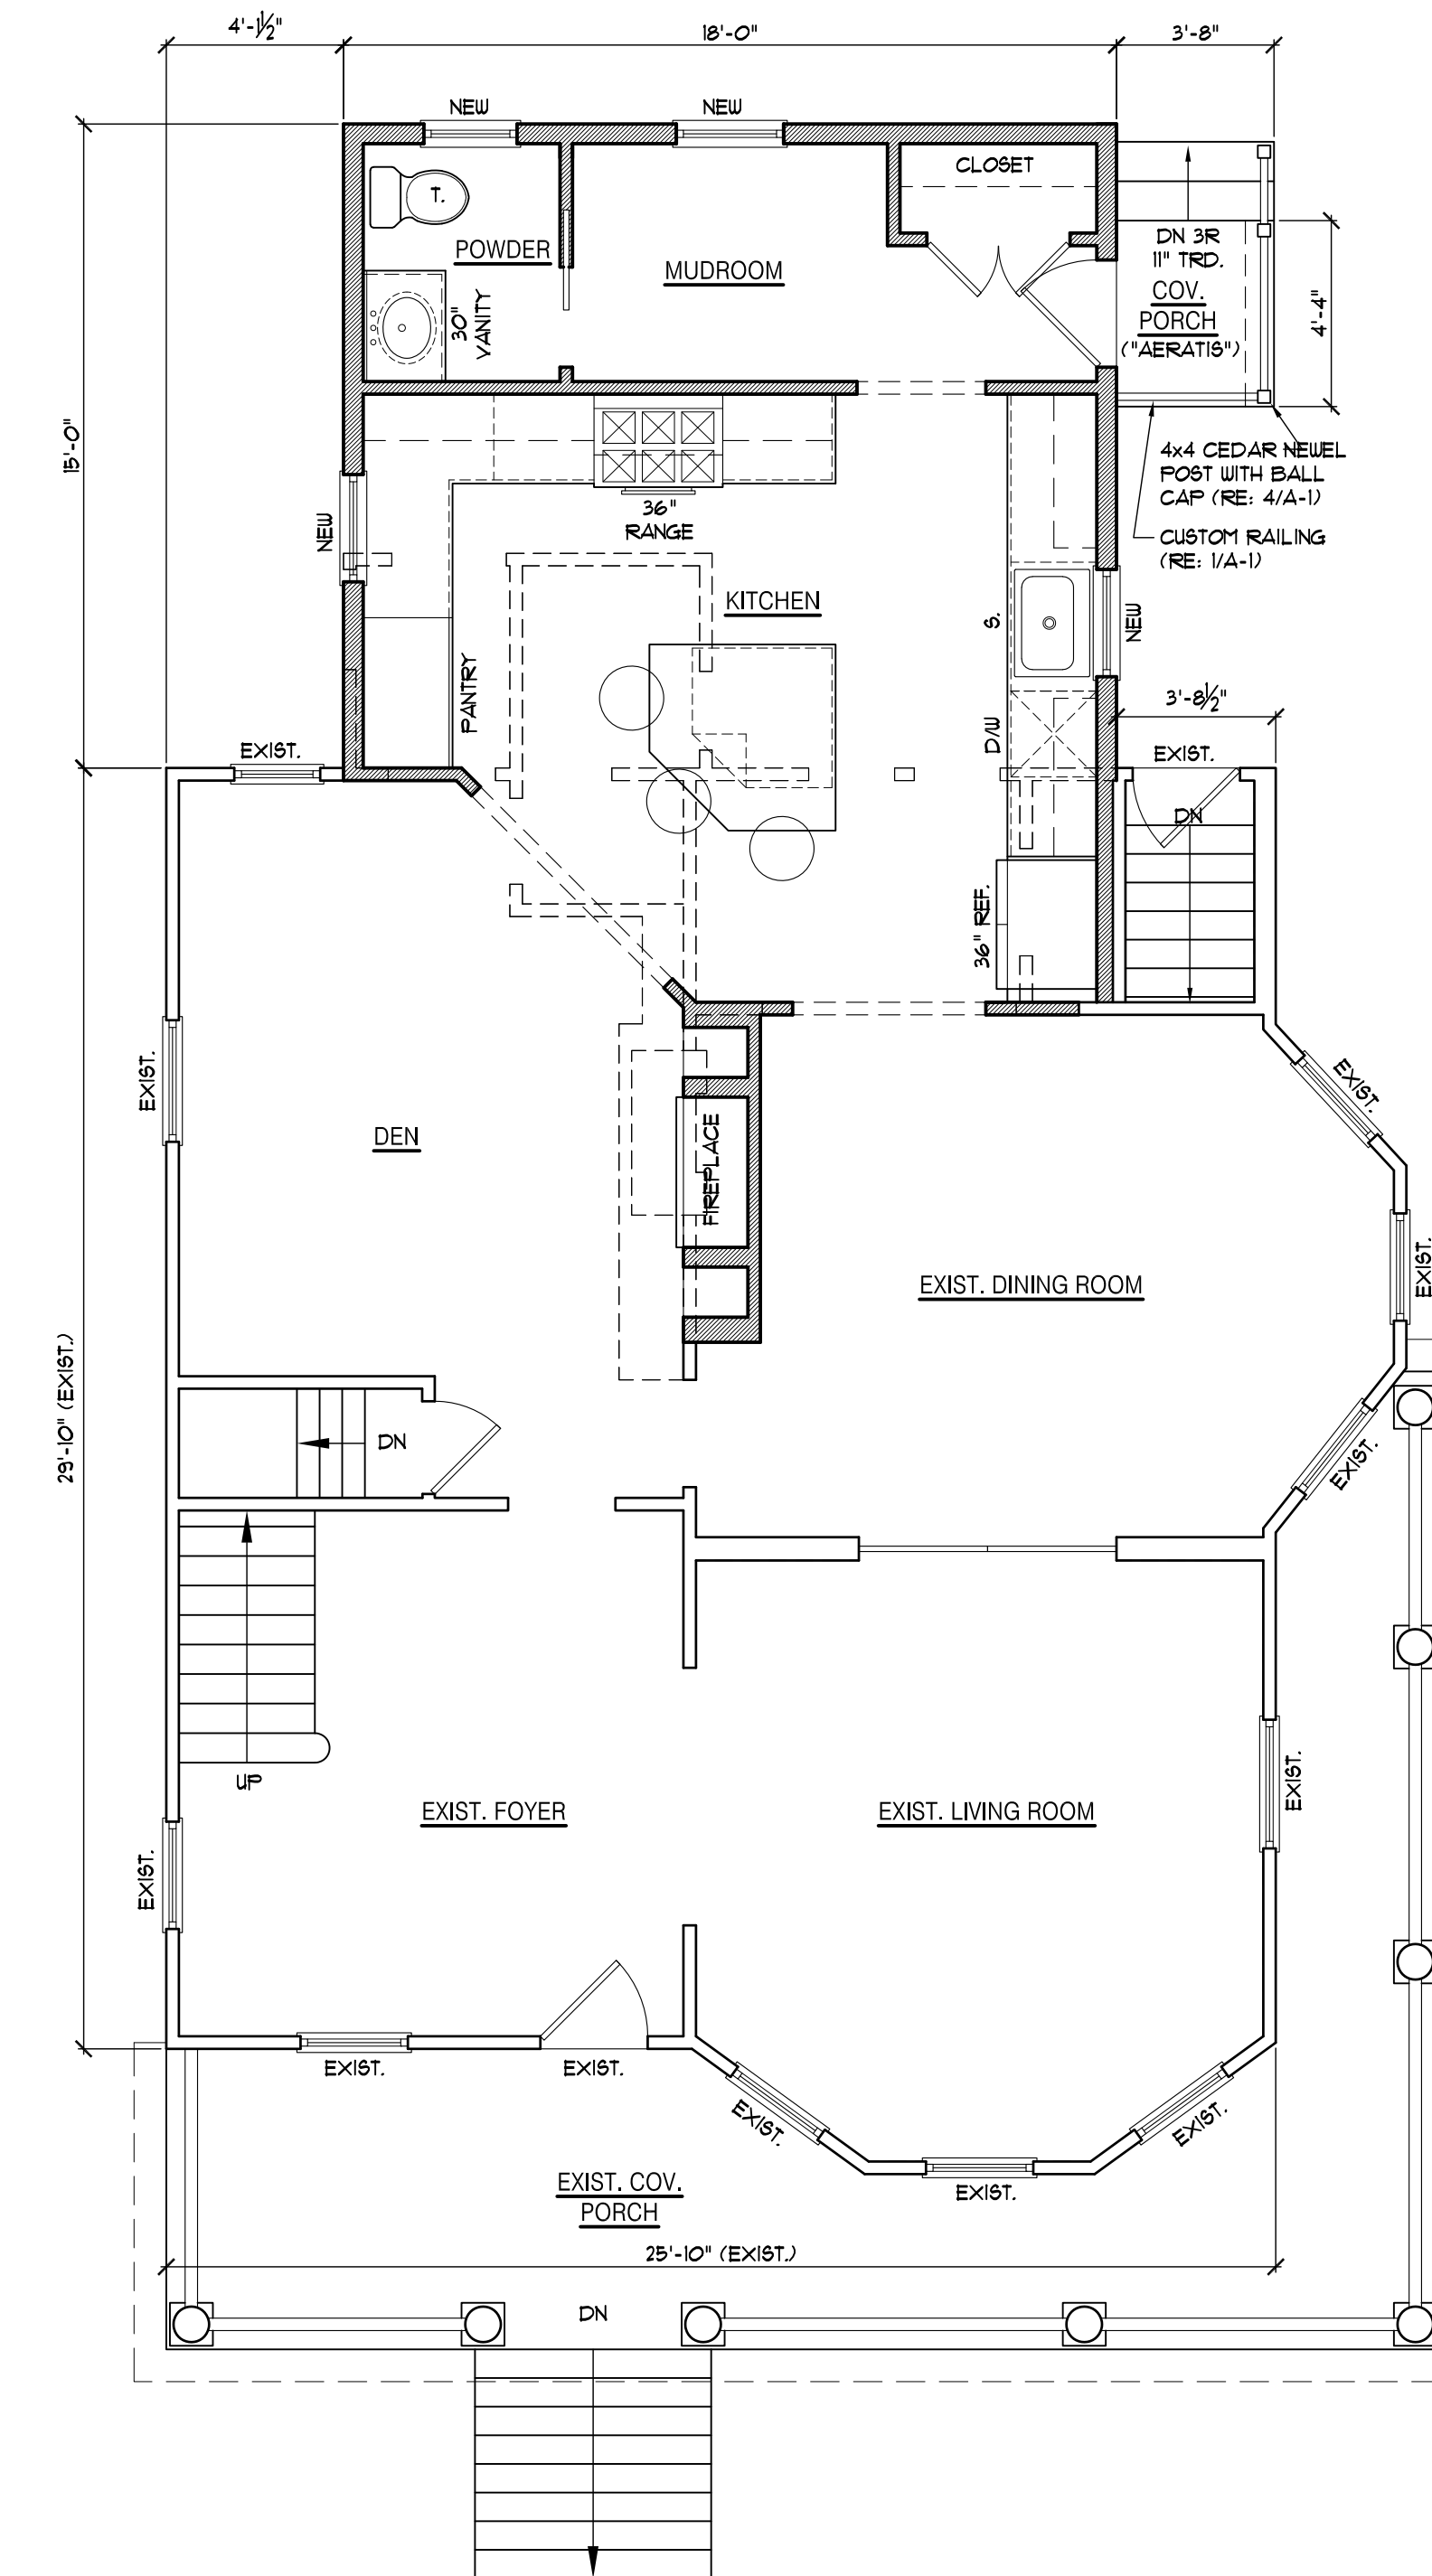 4'-1½"
18'-0"
3'-8"
NEW
NEW
CLOSET
T.
POWDER
MUDROOM
30"
VANITY
DN 3R
11" TRD.
COV.
PORCH
("AERATIS")
4'-4"
15'-0"
4x4 CEDAR NEWEL
POST WITH BALL
CAP (RE: 4/A-1)
CUSTOM RAILING
(RE: 1/A-1)
36"
RANGE
NEW
KITCHEN
S.
NEW
PANTRY
D/W
3'-8½"
EXIST.
EXIST.
DN
36" REF.
EXIST.
EXIST.
DEN
FIREPLACE
EXIST. DINING ROOM
EXIST.
29'-10" (EXIST.)
DN
EXIST.
UP
EXIST. FOYER
EXIST. LIVING ROOM
EXIST.
EXIST.
EXIST.
EXIST.
EXIST.
EXIST.
EXIST.
EXIST. COV.
PORCH
25'-10" (EXIST.)
DN